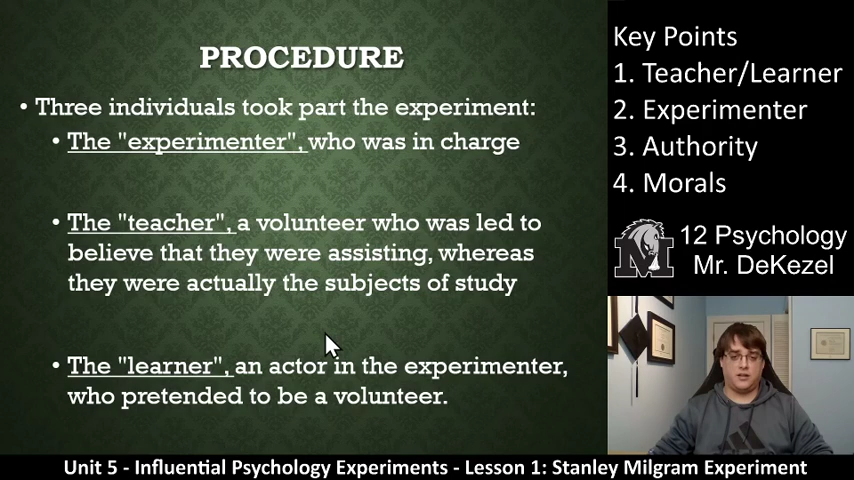 PROCEDURE
• Three individuals took part the experiment:
• The "experimenter", who was in charge
• The "teacher", a volunteer who was led to
believe that they were assisting, whereas
they were actually the subjects of study
• The "learner", an actor in the experimenter,
who pretended to be a volunteer.
Key Points
1. Teacher/Learner
2. Experimenter
3. Authority
4. Morals
M
12 Psychology
Mr. DeKezel
Unit 5 - Influential Psychology Experiments - Lesson 1: Stanley Milgram Experiment